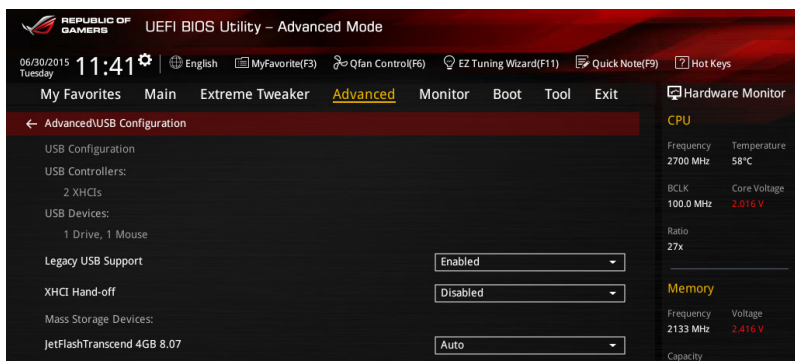 REPUBLIC OF GAMERS
UEFI BIOS Utility – Advanced Mode
06/30/2015 Tuesday 11:41 English MyFavorite(F3) Qfan Control(F6) EZ Tuning Wizard(F11) Quick Note(F9) ? Hot Keys
My Favorites Main Extreme Tweaker Advanced Monitor Boot Tool Exit
Hardware Monitor
← Advanced\USB Configuration
USB Configuration
USB Controllers:
2 XHCIs
USB Devices:
1 Drive, 1 Mouse
Legacy USB Support Enabled
XHCI Hand-off Disabled
Mass Storage Devices:
JetFlashTranscend 4GB 8.07 Auto
CPU
Frequency Temperature
2700 MHz 58°C
BCLK Core Voltage
100.0 MHz 2.016 V
Ratio
27x
Memory
Frequency Voltage
2133 MHz 2.416 V
Capacity